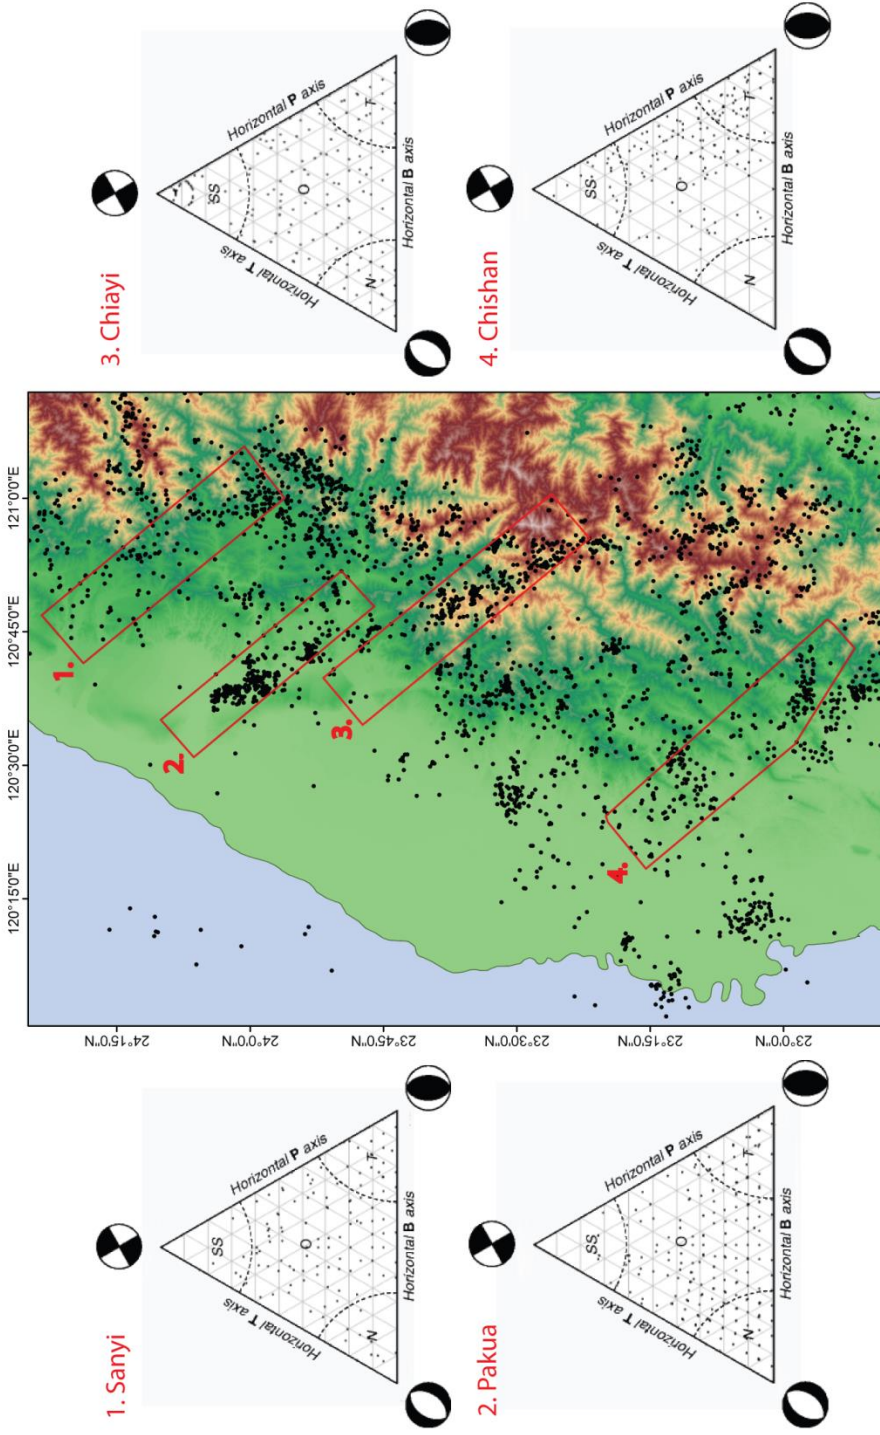 1. Sanyi
SS
Horizontal T axis
Horizontal P axis
O
N
T
Horizontal B axis
2. Pakua
SS
Horizontal T axis
Horizontal P axis
O
N
T
Horizontal B axis
24°15'0"N
24°0'0"N
23°45'0"N
23°30'0"N
23°15'0"N
23°0'0"N
120°15'0"E
120°30'0"E
120°45'0"E
121°0'0"E
1.
2.
3.
4.
3. Chiayi
SS
Horizontal T axis
Horizontal P axis
O
N
T
Horizontal B axis
4. Chishan
SS
Horizontal T axis
Horizontal P axis
O
N
T
Horizontal B axis